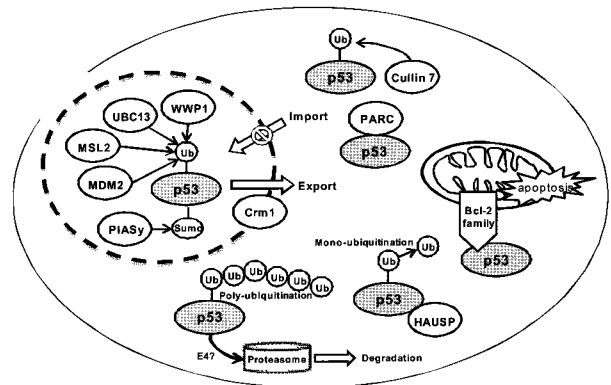 Ub
p53
Cullin 7
UBC13
WWP1
MSL2
Ub
MDM2
p53
PIASy
Sumo
Import
Export
Crm1
PARC
p53
apoptosis
Bcl-2
family
p53
Mono-ubiquitination
Ub
Ub
p53
HAUSP
Ub Ub Ub Ub Ub Ub Ub
Poly-ubiquitination
p53
E4?
Proteasome
Degradation